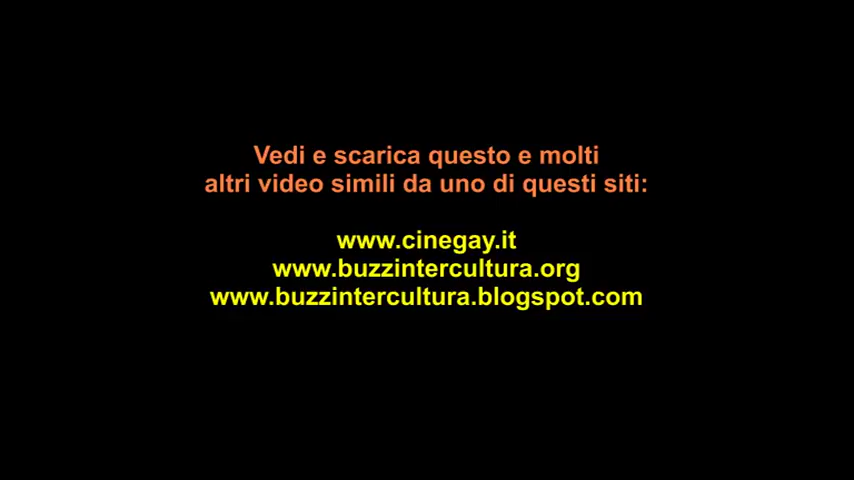 Vedi e scarica questo e molti
altri video simili da uno di questi siti:
www.cinegay.it
www.buzzintercultura.org
www.buzzintercultura.blogspot.com